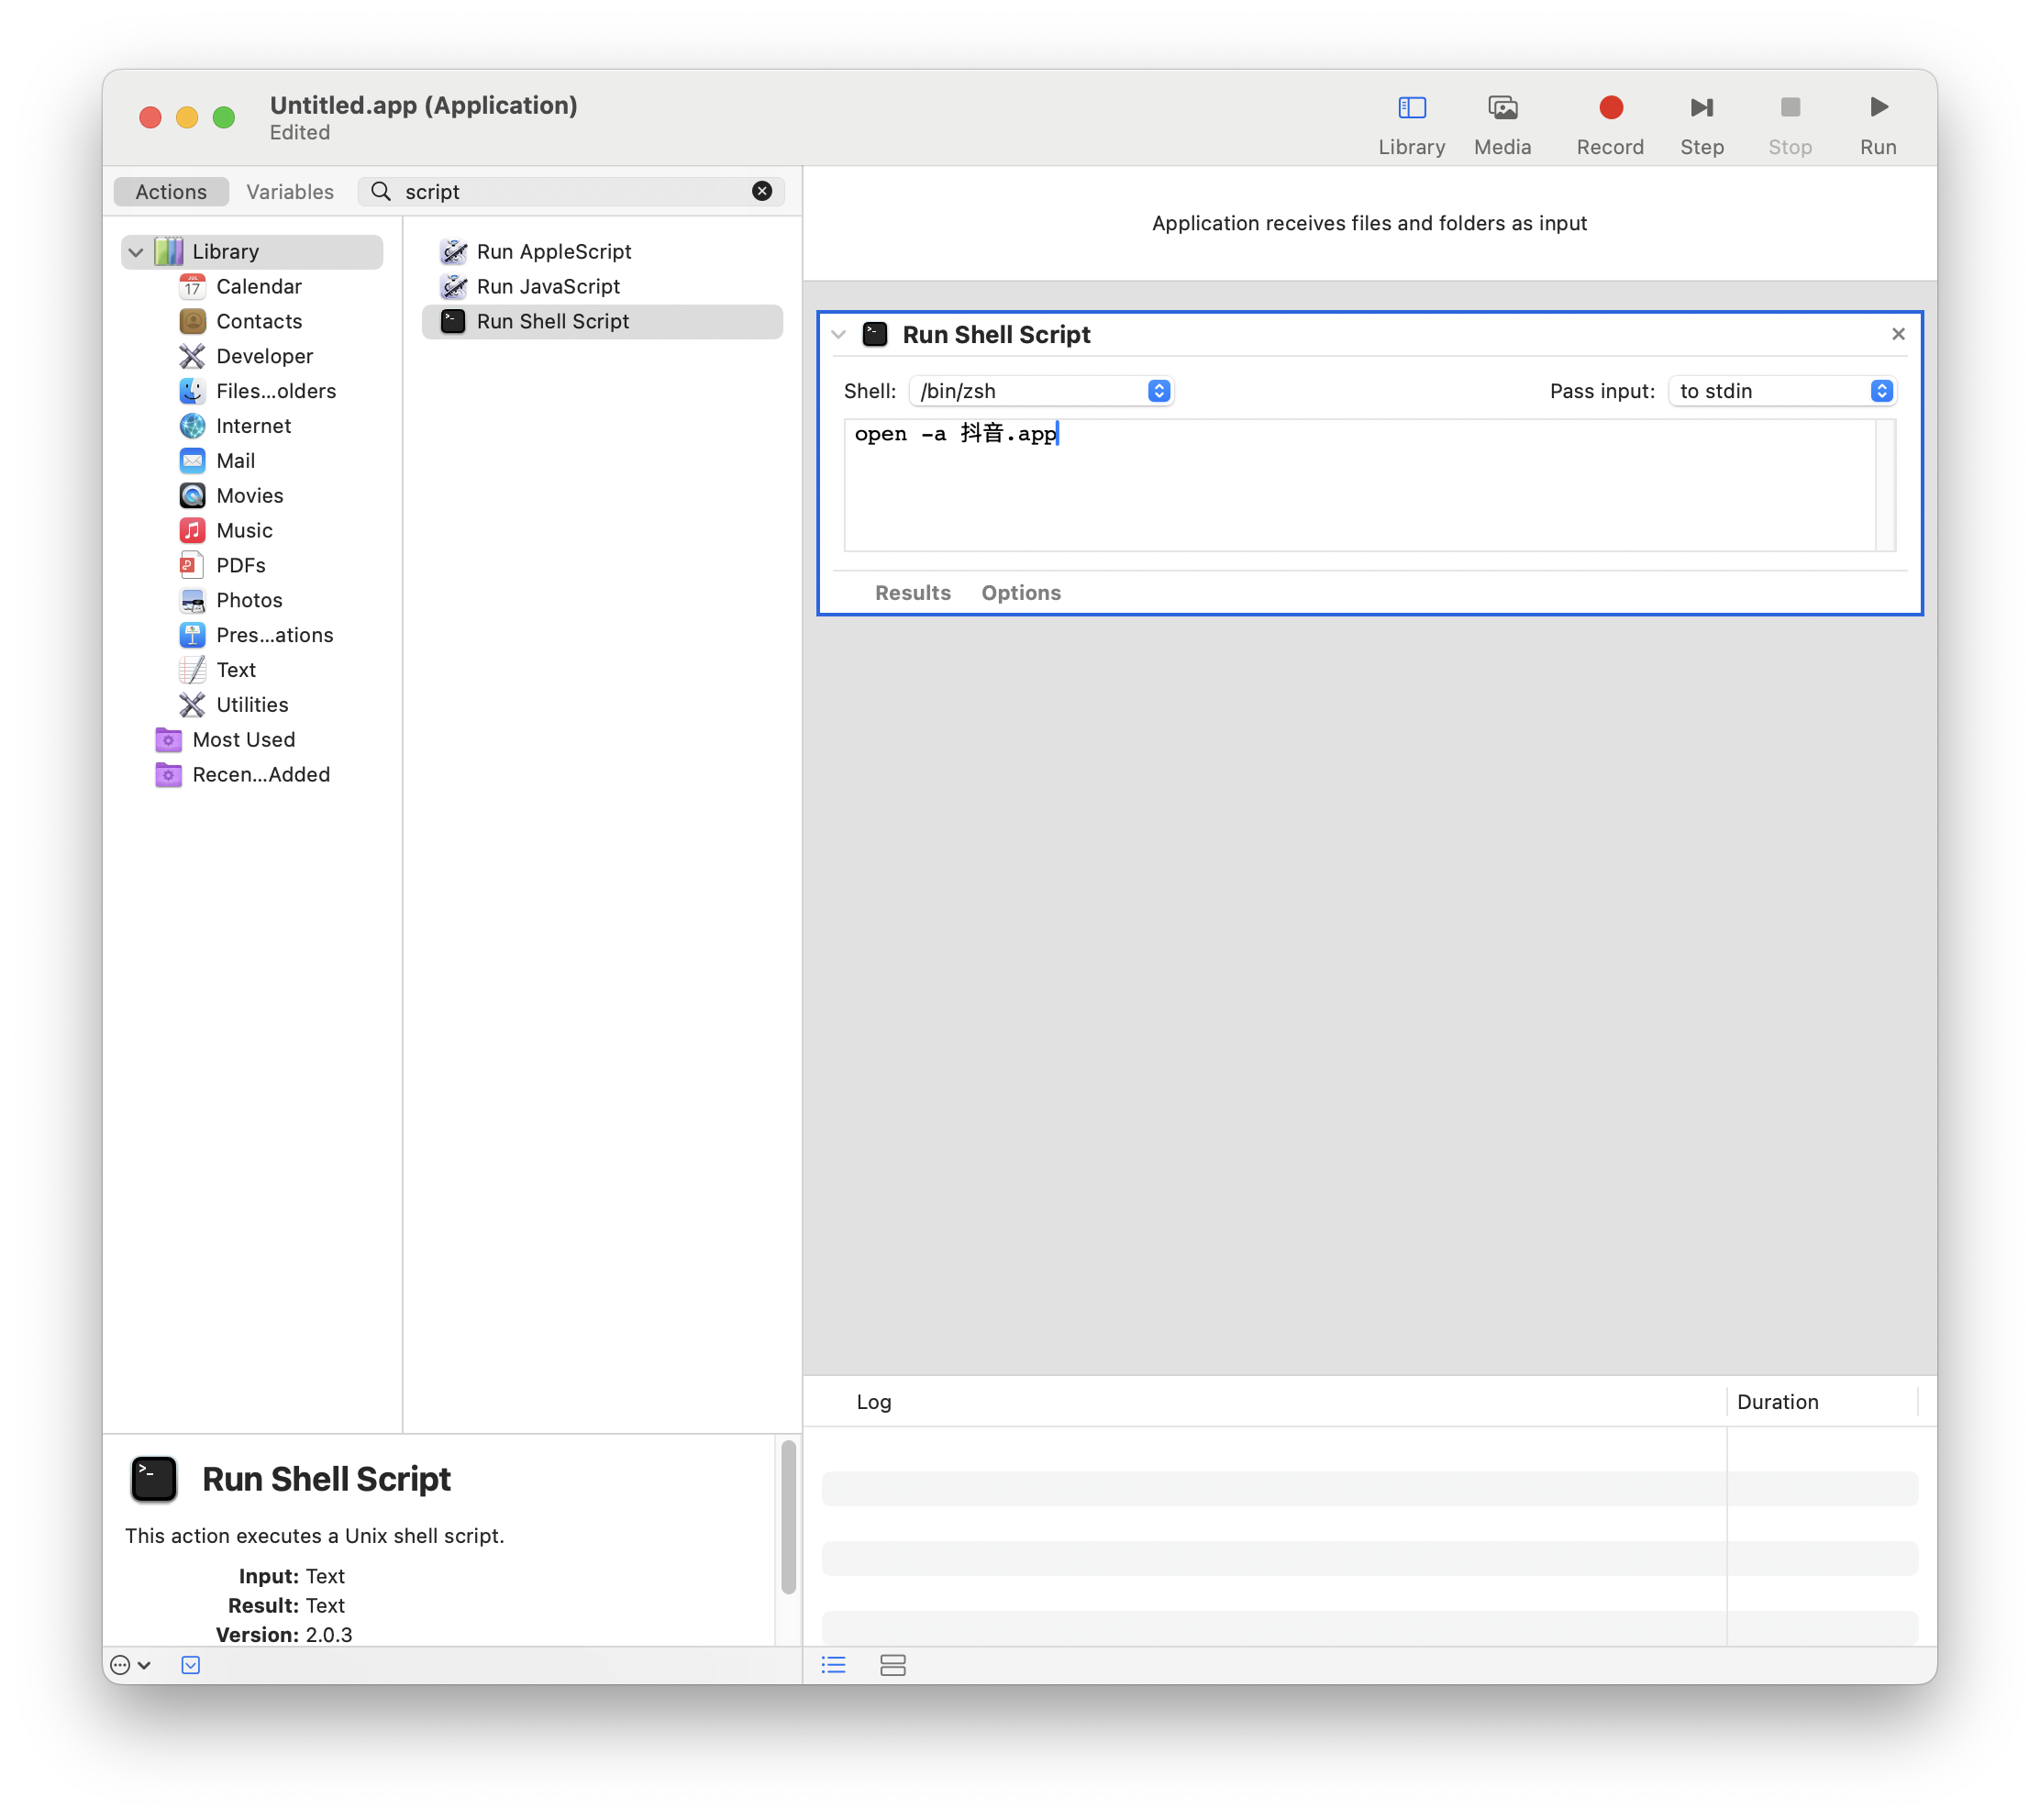 Untitled.app (Application)
Edited
Library
Media
Record
Step
Stop
Run
Actions
Variables
script
Library
JUL
17
Calendar
Contacts
Developer
Files...olders
Internet
Mail
Movies
Music
PDFs
Photos
Pres...ations
Text
Utilities
Most Used
Recen...Added
Run AppleScript
Run JavaScript
Run Shell Script
Application receives files and folders as input
Run Shell Script
Shell: /bin/zsh
Pass input: to stdin
open -a 抖音.app
Results Options
Log
Duration
Run Shell Script
This action executes a Unix shell script.
Input: Text
Result: Text
Version: 2.0.3